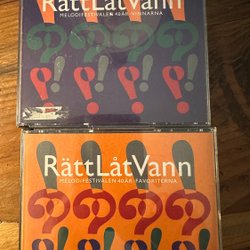 RättLåtVann
MELODIFESTIVALEN 40 ÅR VINNARNA
RättLåtVann
MELODIFESTIVALEN 40 ÅR FAVORITERNA